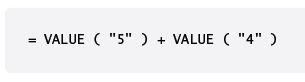 = VALUE ( "5" ) + VALUE ( "4" )